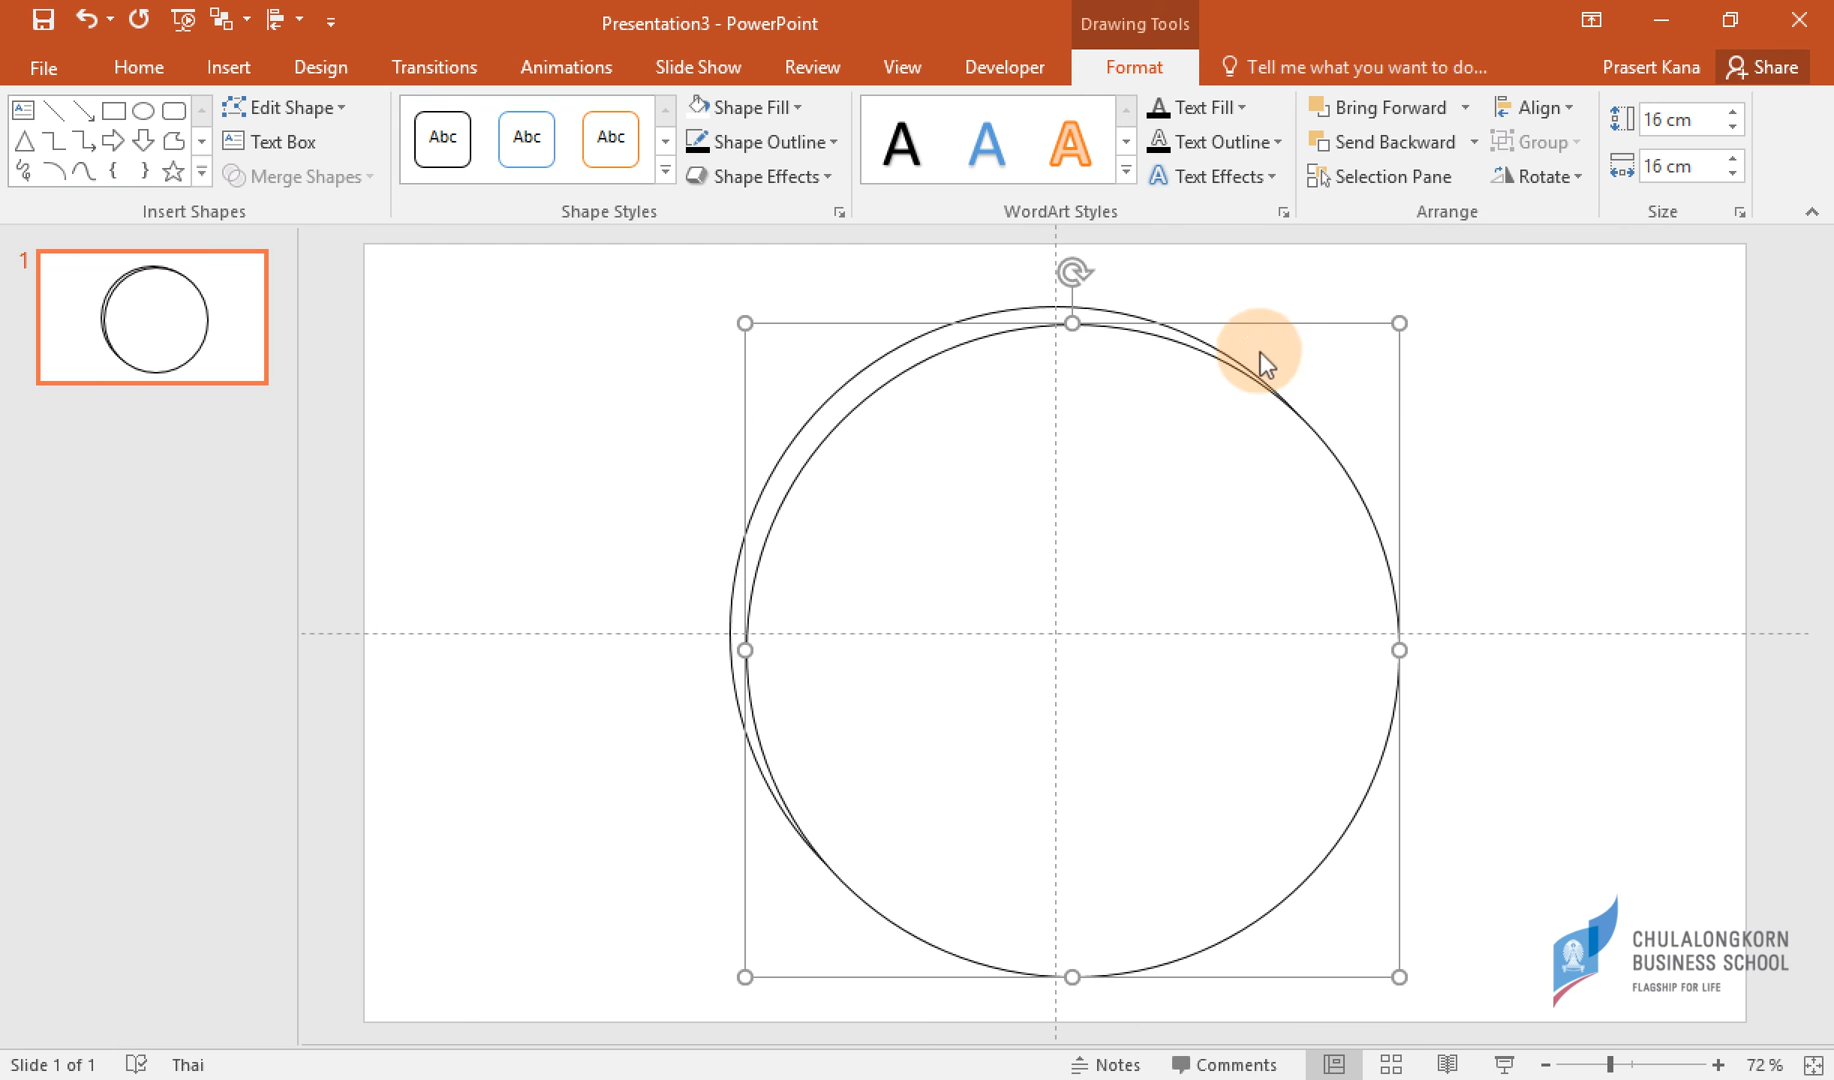 Presentation3 - PowerPoint
Drawing Tools
File
Home
Insert
Design
Transitions
Animations
Slide Show
Review
View
Developer
Format
Tell me what you want to do...
Prasert Kana
Share
Edit Shape
Text Box
Merge Shapes
Insert Shapes
Abc
Abc
Abc
Shape Fill
Shape Outline
Shape Effects
Shape Styles
A
A
A
Text Fill
Text Outline
Text Effects
WordArt Styles
Bring Forward
Send Backward
Selection Pane
Align
Group
Rotate
Arrange
16 cm
16 cm
Size
1
CHULALONGKORN
BUSINESS SCHOOL
FLAGSHIP FOR LIFE
Slide 1 of 1
Thai
Notes
Comments
72 %